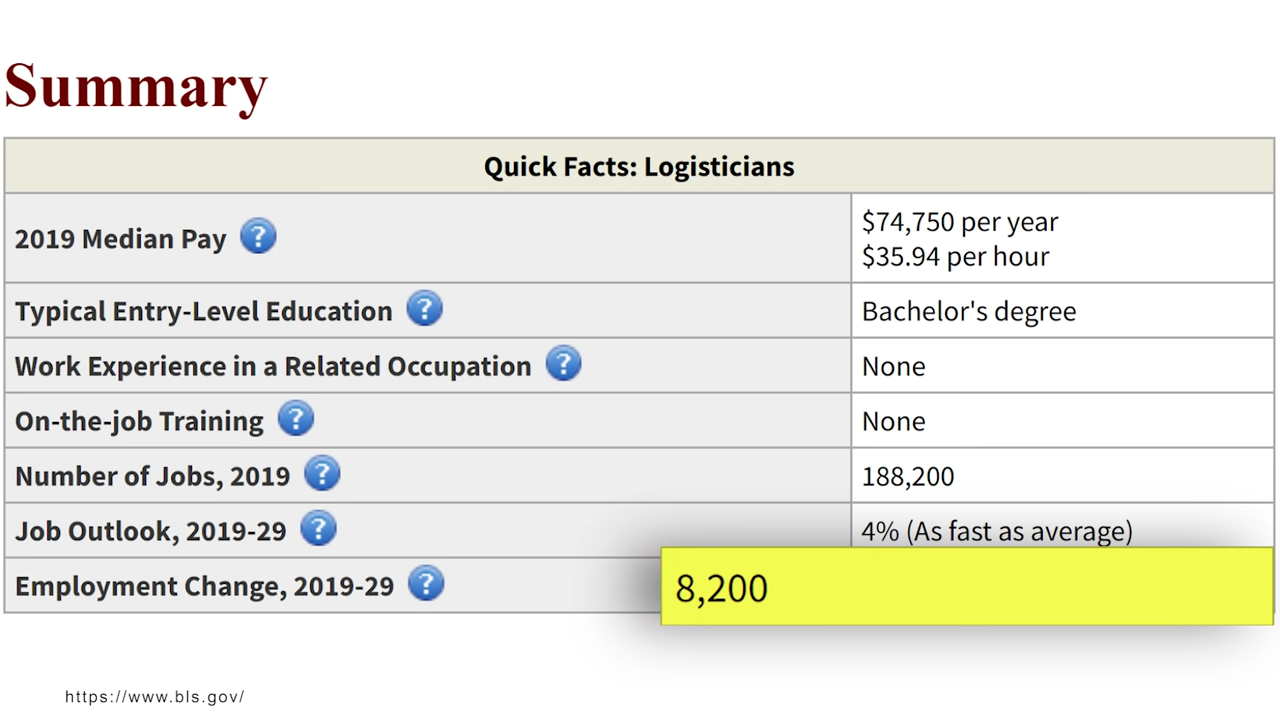 Summary
Quick Facts: Logisticians
2019 Median Pay ?
$74,750 per year
$35.94 per hour
Typical Entry-Level Education ?
Bachelor's degree
Work Experience in a Related Occupation ?
None
On-the-job Training ?
None
Number of Jobs, 2019 ?
188,200
Job Outlook, 2019-29 ?
4% (As fast as average)
Employment Change, 2019-29 ?
8,200
https://www.bls.gov/